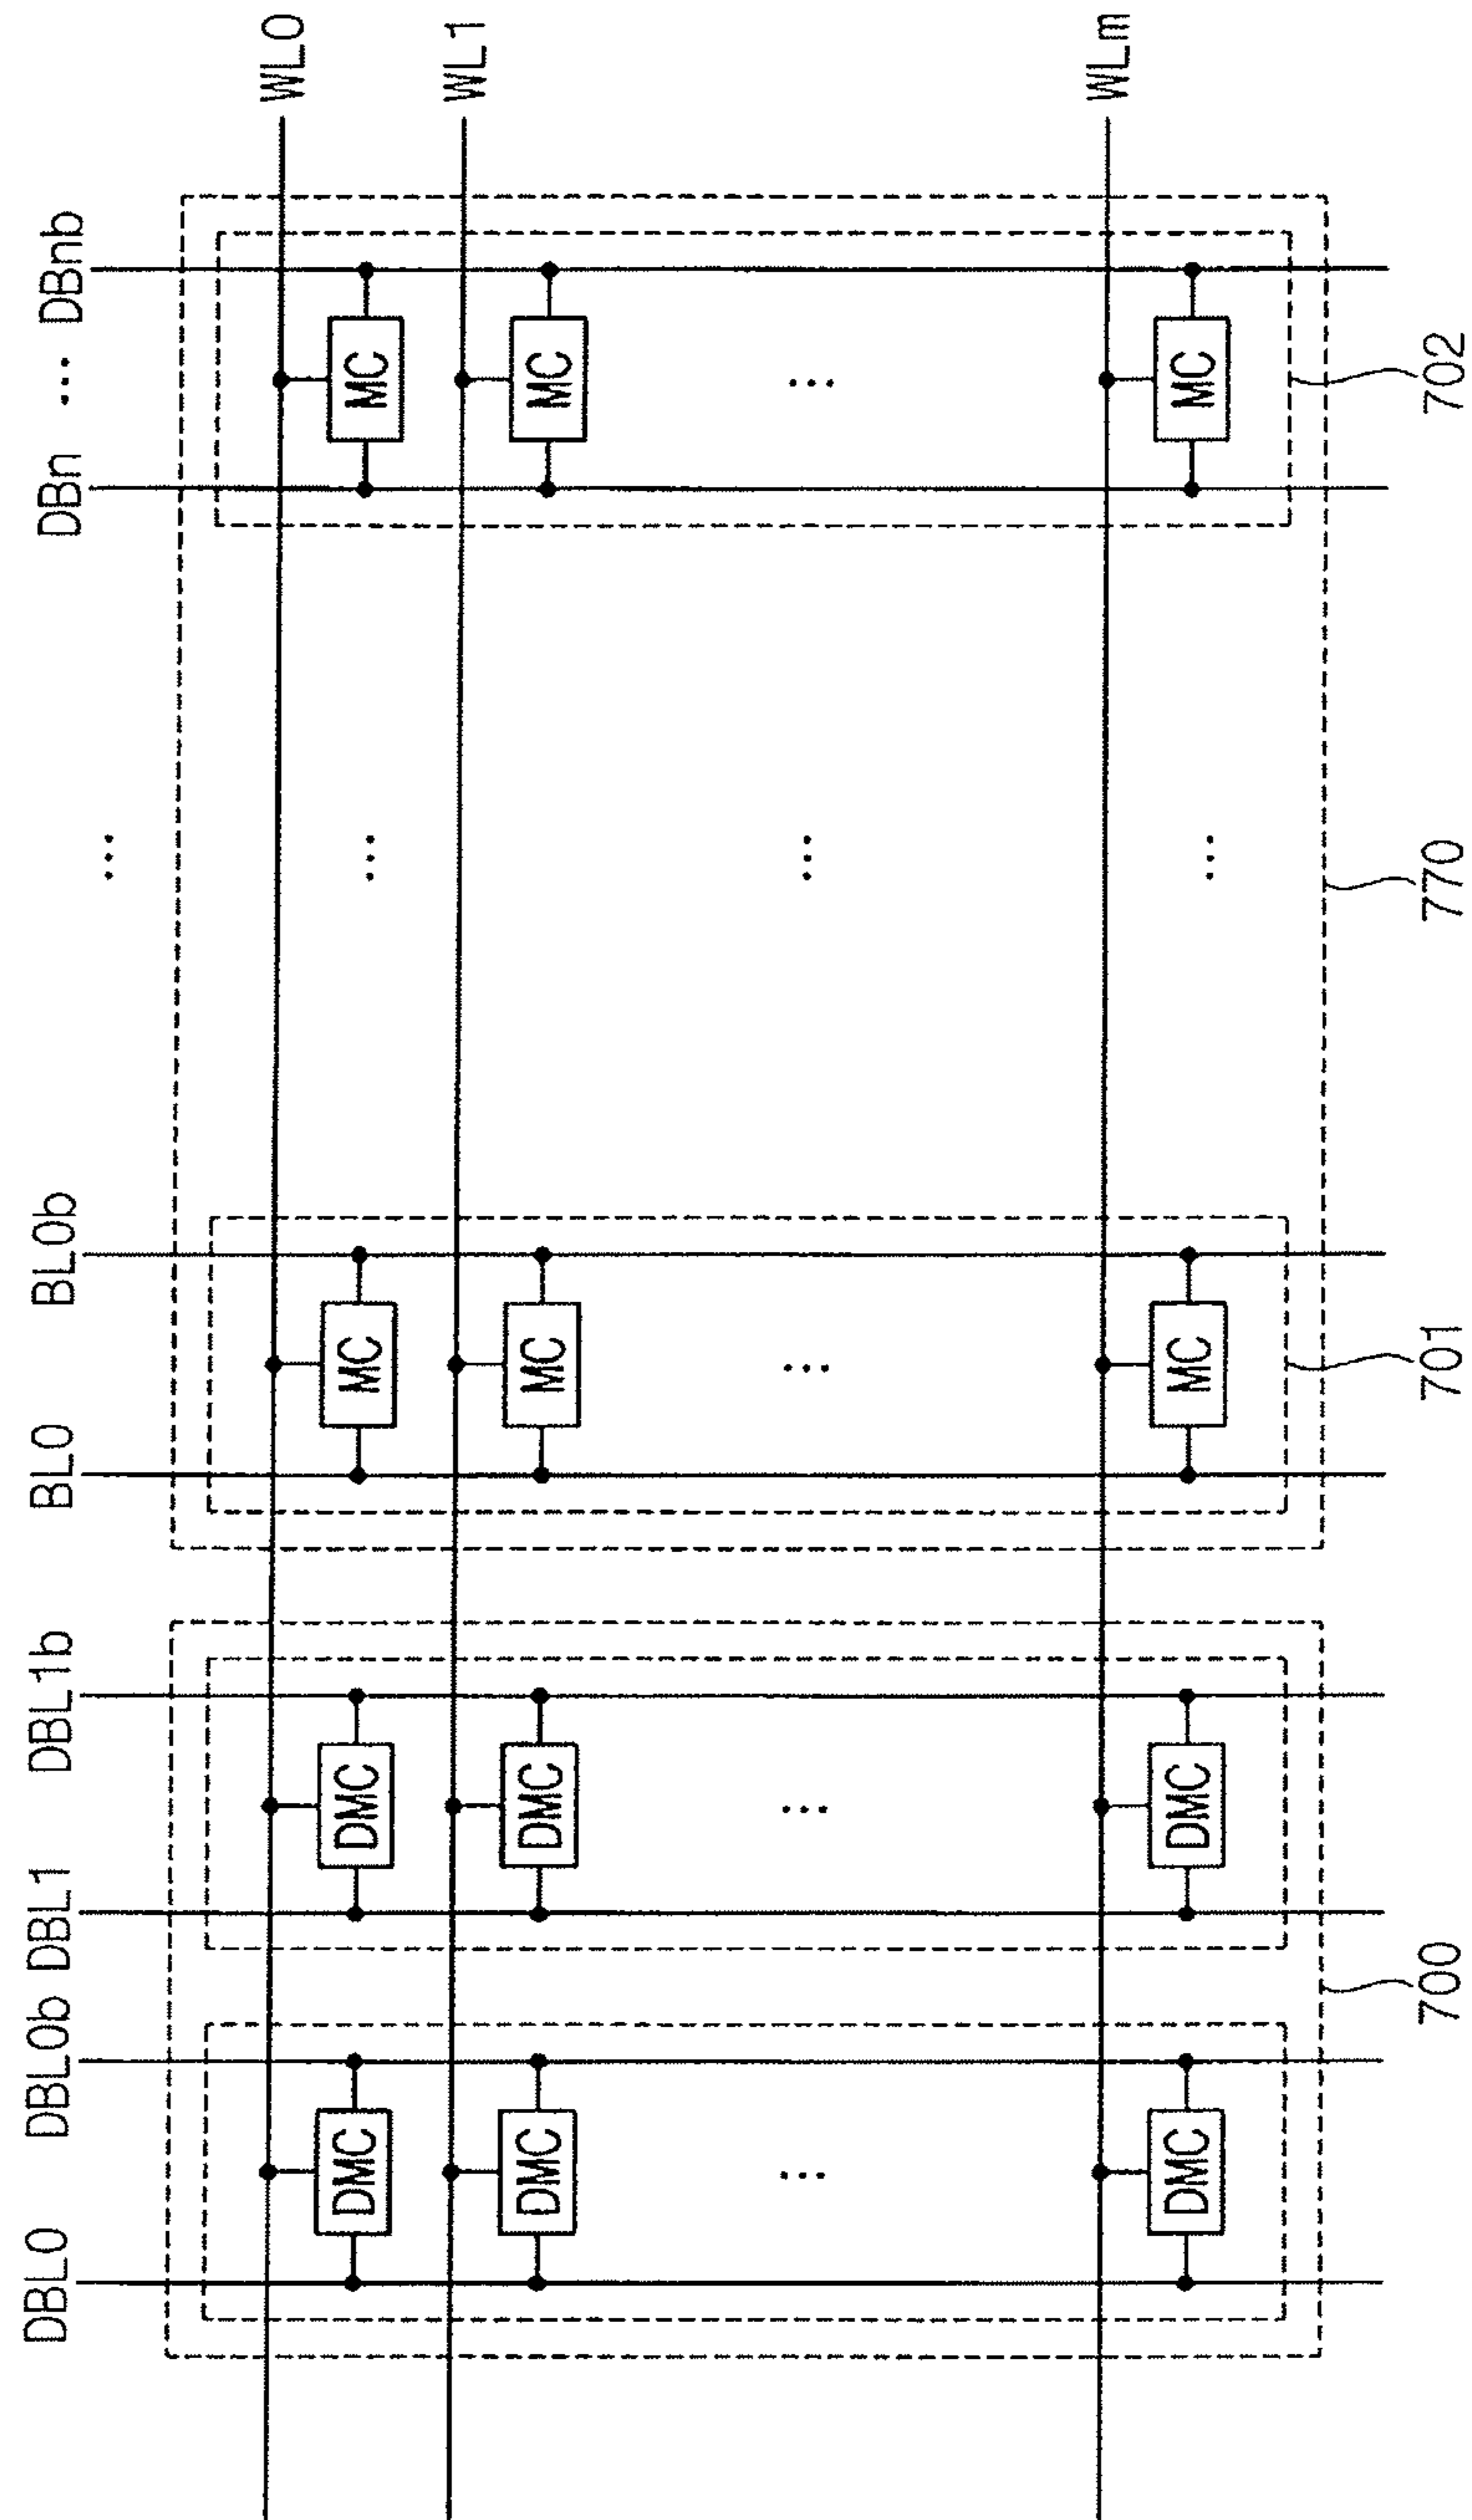 DBL0 DBL0b DBL1 DBL1b BL0 BL0b ... DBn ... DBnb
WL0
DMC DMC MC ... MC
WL1
DMC DMC MC MC
... ... ... ... ...
WLm
DMC DMC MC ... MC
700 701 770 702